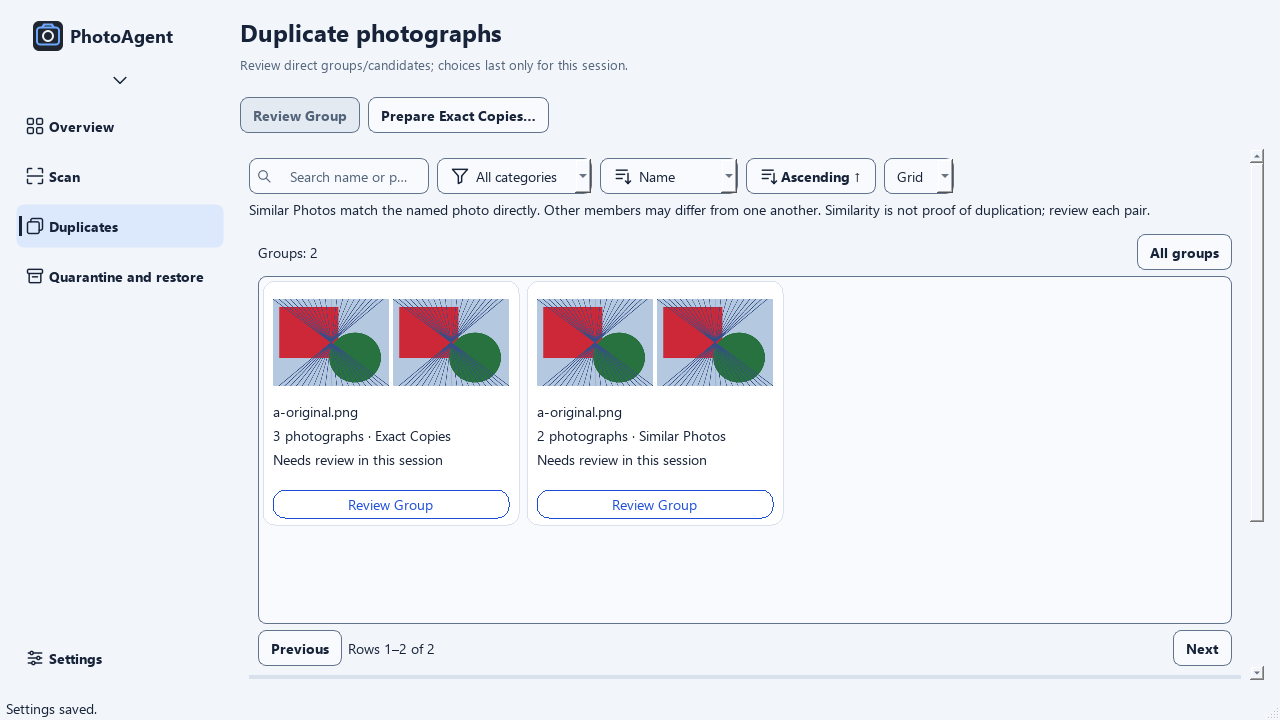 PhotoAgent
Overview
Scan
Duplicates
Quarantine and restore
Settings
Settings saved.
Duplicate photographs
Review direct groups/candidates; choices last only for this session.
Review Group
Prepare Exact Copies...
Search name or p...
All categories
Name
Ascending ↑
Grid
Similar Photos match the named photo directly. Other members may differ from one another. Similarity is not proof of duplication; review each pair.
Groups: 2
All groups
a-original.png
3 photographs · Exact Copies
Needs review in this session
Review Group
a-original.png
2 photographs · Similar Photos
Needs review in this session
Review Group
Previous
Rows 1–2 of 2
Next